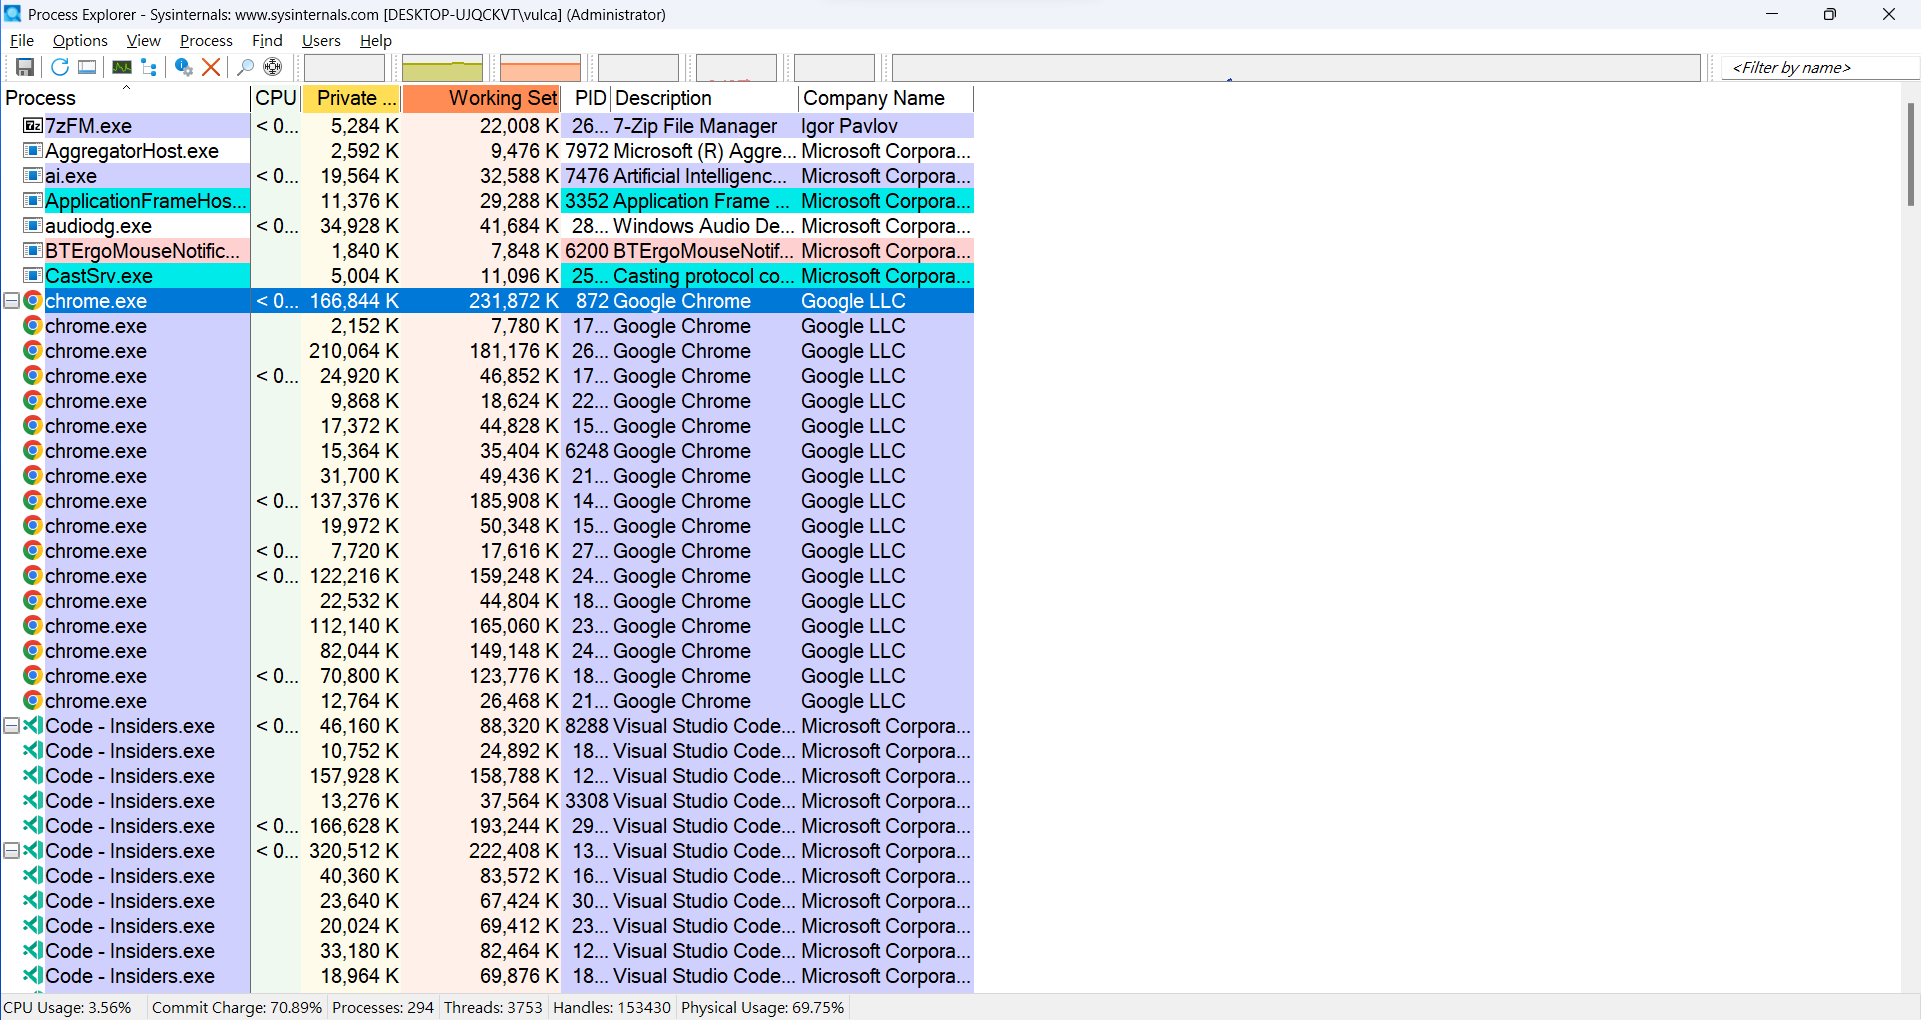 Process Explorer - Sysinternals: www.sysinternals.com [DESKTOP-UJQCKVT\vulca] (Administrator)
File Options View Process Find Users Help
<Filter by name>
Process CPU Private ... Working Set PID Description Company Name
7zFM.exe < 0... 5,284 K 22,008 K 26... 7-Zip File Manager Igor Pavlov
AggregatorHost.exe 2,592 K 9,476 K 7972 Microsoft (R) Aggre... Microsoft Corpora...
ai.exe < 0... 19,564 K 32,588 K 7476 Artificial Intelligenc... Microsoft Corpora...
ApplicationFrameHos... 11,376 K 29,288 K 3352 Application Frame ... Microsoft Corpora...
audiodg.exe < 0... 34,928 K 41,684 K 28... Windows Audio De... Microsoft Corpora...
BTErgoMouseNotific... 1,840 K 7,848 K 6200 BTErgoMouseNotif... Microsoft Corpora...
CastSrv.exe 5,004 K 11,096 K 25... Casting protocol co... Microsoft Corpora...
chrome.exe < 0... 166,844 K 231,872 K 872 Google Chrome Google LLC
chrome.exe 2,152 K 7,780 K 17... Google Chrome Google LLC
chrome.exe 210,064 K 181,176 K 26... Google Chrome Google LLC
chrome.exe < 0... 24,920 K 46,852 K 17... Google Chrome Google LLC
chrome.exe 9,868 K 18,624 K 22... Google Chrome Google LLC
chrome.exe 17,372 K 44,828 K 15... Google Chrome Google LLC
chrome.exe 15,364 K 35,404 K 6248 Google Chrome Google LLC
chrome.exe 31,700 K 49,436 K 21... Google Chrome Google LLC
chrome.exe < 0... 137,376 K 185,908 K 14... Google Chrome Google LLC
chrome.exe 19,972 K 50,348 K 15... Google Chrome Google LLC
chrome.exe < 0... 7,720 K 17,616 K 27... Google Chrome Google LLC
chrome.exe < 0... 122,216 K 159,248 K 24... Google Chrome Google LLC
chrome.exe 22,532 K 44,804 K 18... Google Chrome Google LLC
chrome.exe 112,140 K 165,060 K 23... Google Chrome Google LLC
chrome.exe 82,044 K 149,148 K 24... Google Chrome Google LLC
chrome.exe < 0... 70,800 K 123,776 K 18... Google Chrome Google LLC
chrome.exe 12,764 K 26,468 K 21... Google Chrome Google LLC
Code - Insiders.exe < 0... 46,160 K 88,320 K 8288 Visual Studio Code... Microsoft Corpora...
Code - Insiders.exe 10,752 K 24,892 K 18... Visual Studio Code... Microsoft Corpora...
Code - Insiders.exe 157,928 K 158,788 K 12... Visual Studio Code... Microsoft Corpora...
Code - Insiders.exe 13,276 K 37,564 K 3308 Visual Studio Code... Microsoft Corpora...
Code - Insiders.exe < 0... 166,628 K 193,244 K 29... Visual Studio Code... Microsoft Corpora...
Code - Insiders.exe < 0... 320,512 K 222,408 K 13... Visual Studio Code... Microsoft Corpora...
Code - Insiders.exe 40,360 K 83,572 K 16... Visual Studio Code... Microsoft Corpora...
Code - Insiders.exe 23,640 K 67,424 K 30... Visual Studio Code... Microsoft Corpora...
Code - Insiders.exe 20,024 K 69,412 K 23... Visual Studio Code... Microsoft Corpora...
Code - Insiders.exe 33,180 K 82,464 K 12... Visual Studio Code... Microsoft Corpora...
Code - Insiders.exe 18,964 K 69,876 K 18... Visual Studio Code... Microsoft Corpora...
CPU Usage: 3.56% Commit Charge: 70.89% Processes: 294 Threads: 3753 Handles: 153430 Physical Usage: 69.75%